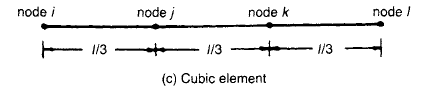 node i node j node k node l
l/3 l/3 l/3
(c) Cubic element